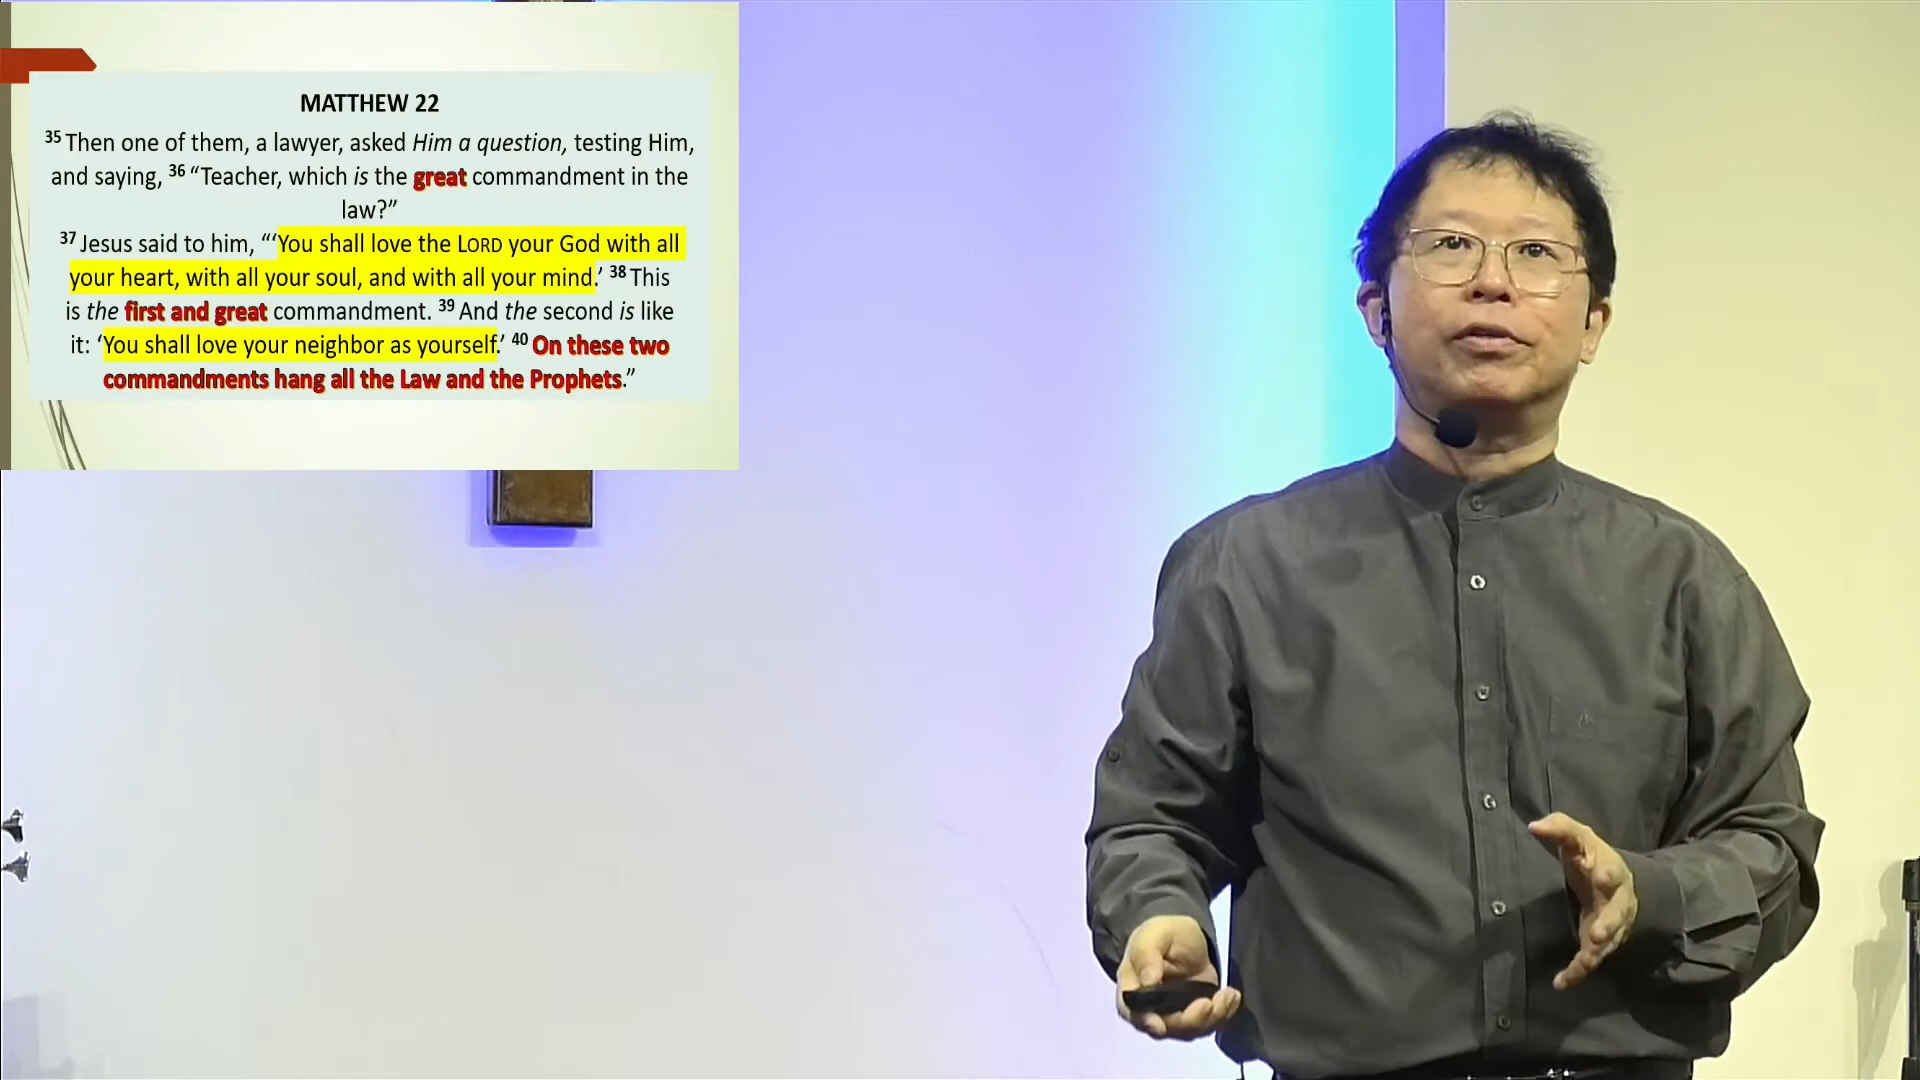 MATTHEW 22
35 Then one of them, a lawyer, asked Him a question, testing Him,
and saying, 36 “Teacher, which is the great commandment in the
law?”
37 Jesus said to him, “‘You shall love the LORD your God with all
your heart, with all your soul, and with all your mind.’ 38 This
is the first and great commandment. 39 And the second is like
it: ‘You shall love your neighbor as yourself.’ 40 On these two
commandments hang all the Law and the Prophets.”